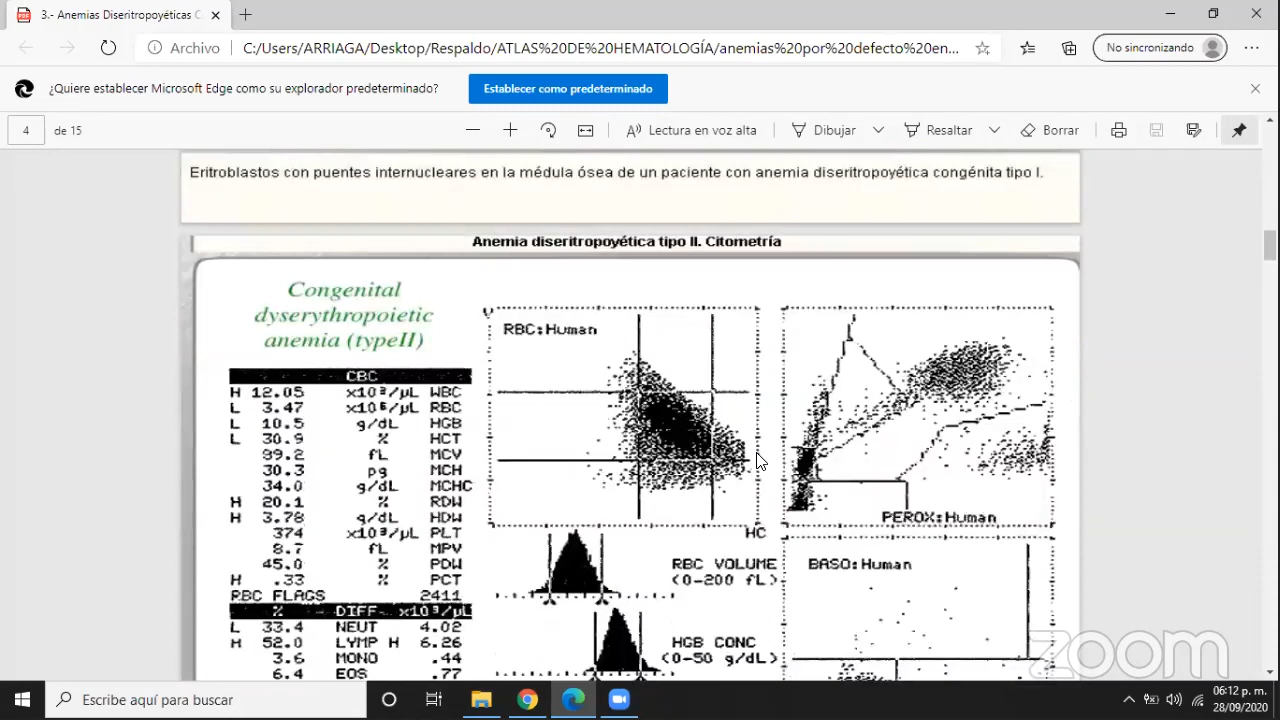 3.- Anemias Diseritropoyéticas C
Archivo
C:/Users/ARRIAGA/Desktop/Respaldo/ATLAS%20DE%20HEMATOLOGÍA/anemias%20por%20defecto%20en...
No sincronizando
¿Quiere establecer Microsoft Edge como su explorador predeterminado?
Establecer como predeterminado
4 de 15
Lectura en voz alta
Dibujar
Resaltar
Borrar
Eritroblastos con puentes internucleares en la médula ósea de un paciente con anemia diseritropoyética congénita tipo I.
Anemia diseritropoyética tipo II. Citometría
Congenital
dyserythropoietic
anemia (typeII)
CBC
H 12.05 x10³/µL WBC
L 3.47 x10⁶/µL RBC
L 10.5 g/dL HGB
L 30.9 % HCT
89.2 fL MCV
30.3 pg MCH
34.0 g/dL MCHC
H 20.1 % RDW
H 3.78 g/dL HDW
374 x10³/µL PLT
8.7 fL MPV
45.0 % PDW
H .33 % PCT
RBC FLAGS 2411
% DIFF x10³/µL
L 33.4 NEUT 4.02
H 52.0 LYMP H 6.26
3.6 MONO .44
6.4 EOS .77
V
RBC:Human
HC
PEROX:Human
RBC VOLUME
(0-200 fL)
HGB CONC
(0-50 g/dL)
BASO:Human
zoom
Escribe aquí para buscar
06:12 p. m.
28/09/2020